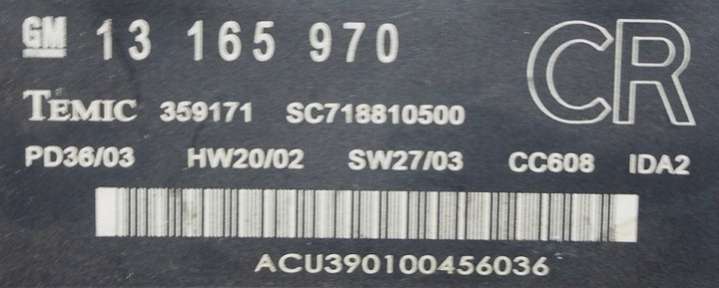 GM 13 165 970 CR
TEMIC 359171 SC718810500
PD36/03 HW20/02 SW27/03 CC608 IDA2
ACU390100456036